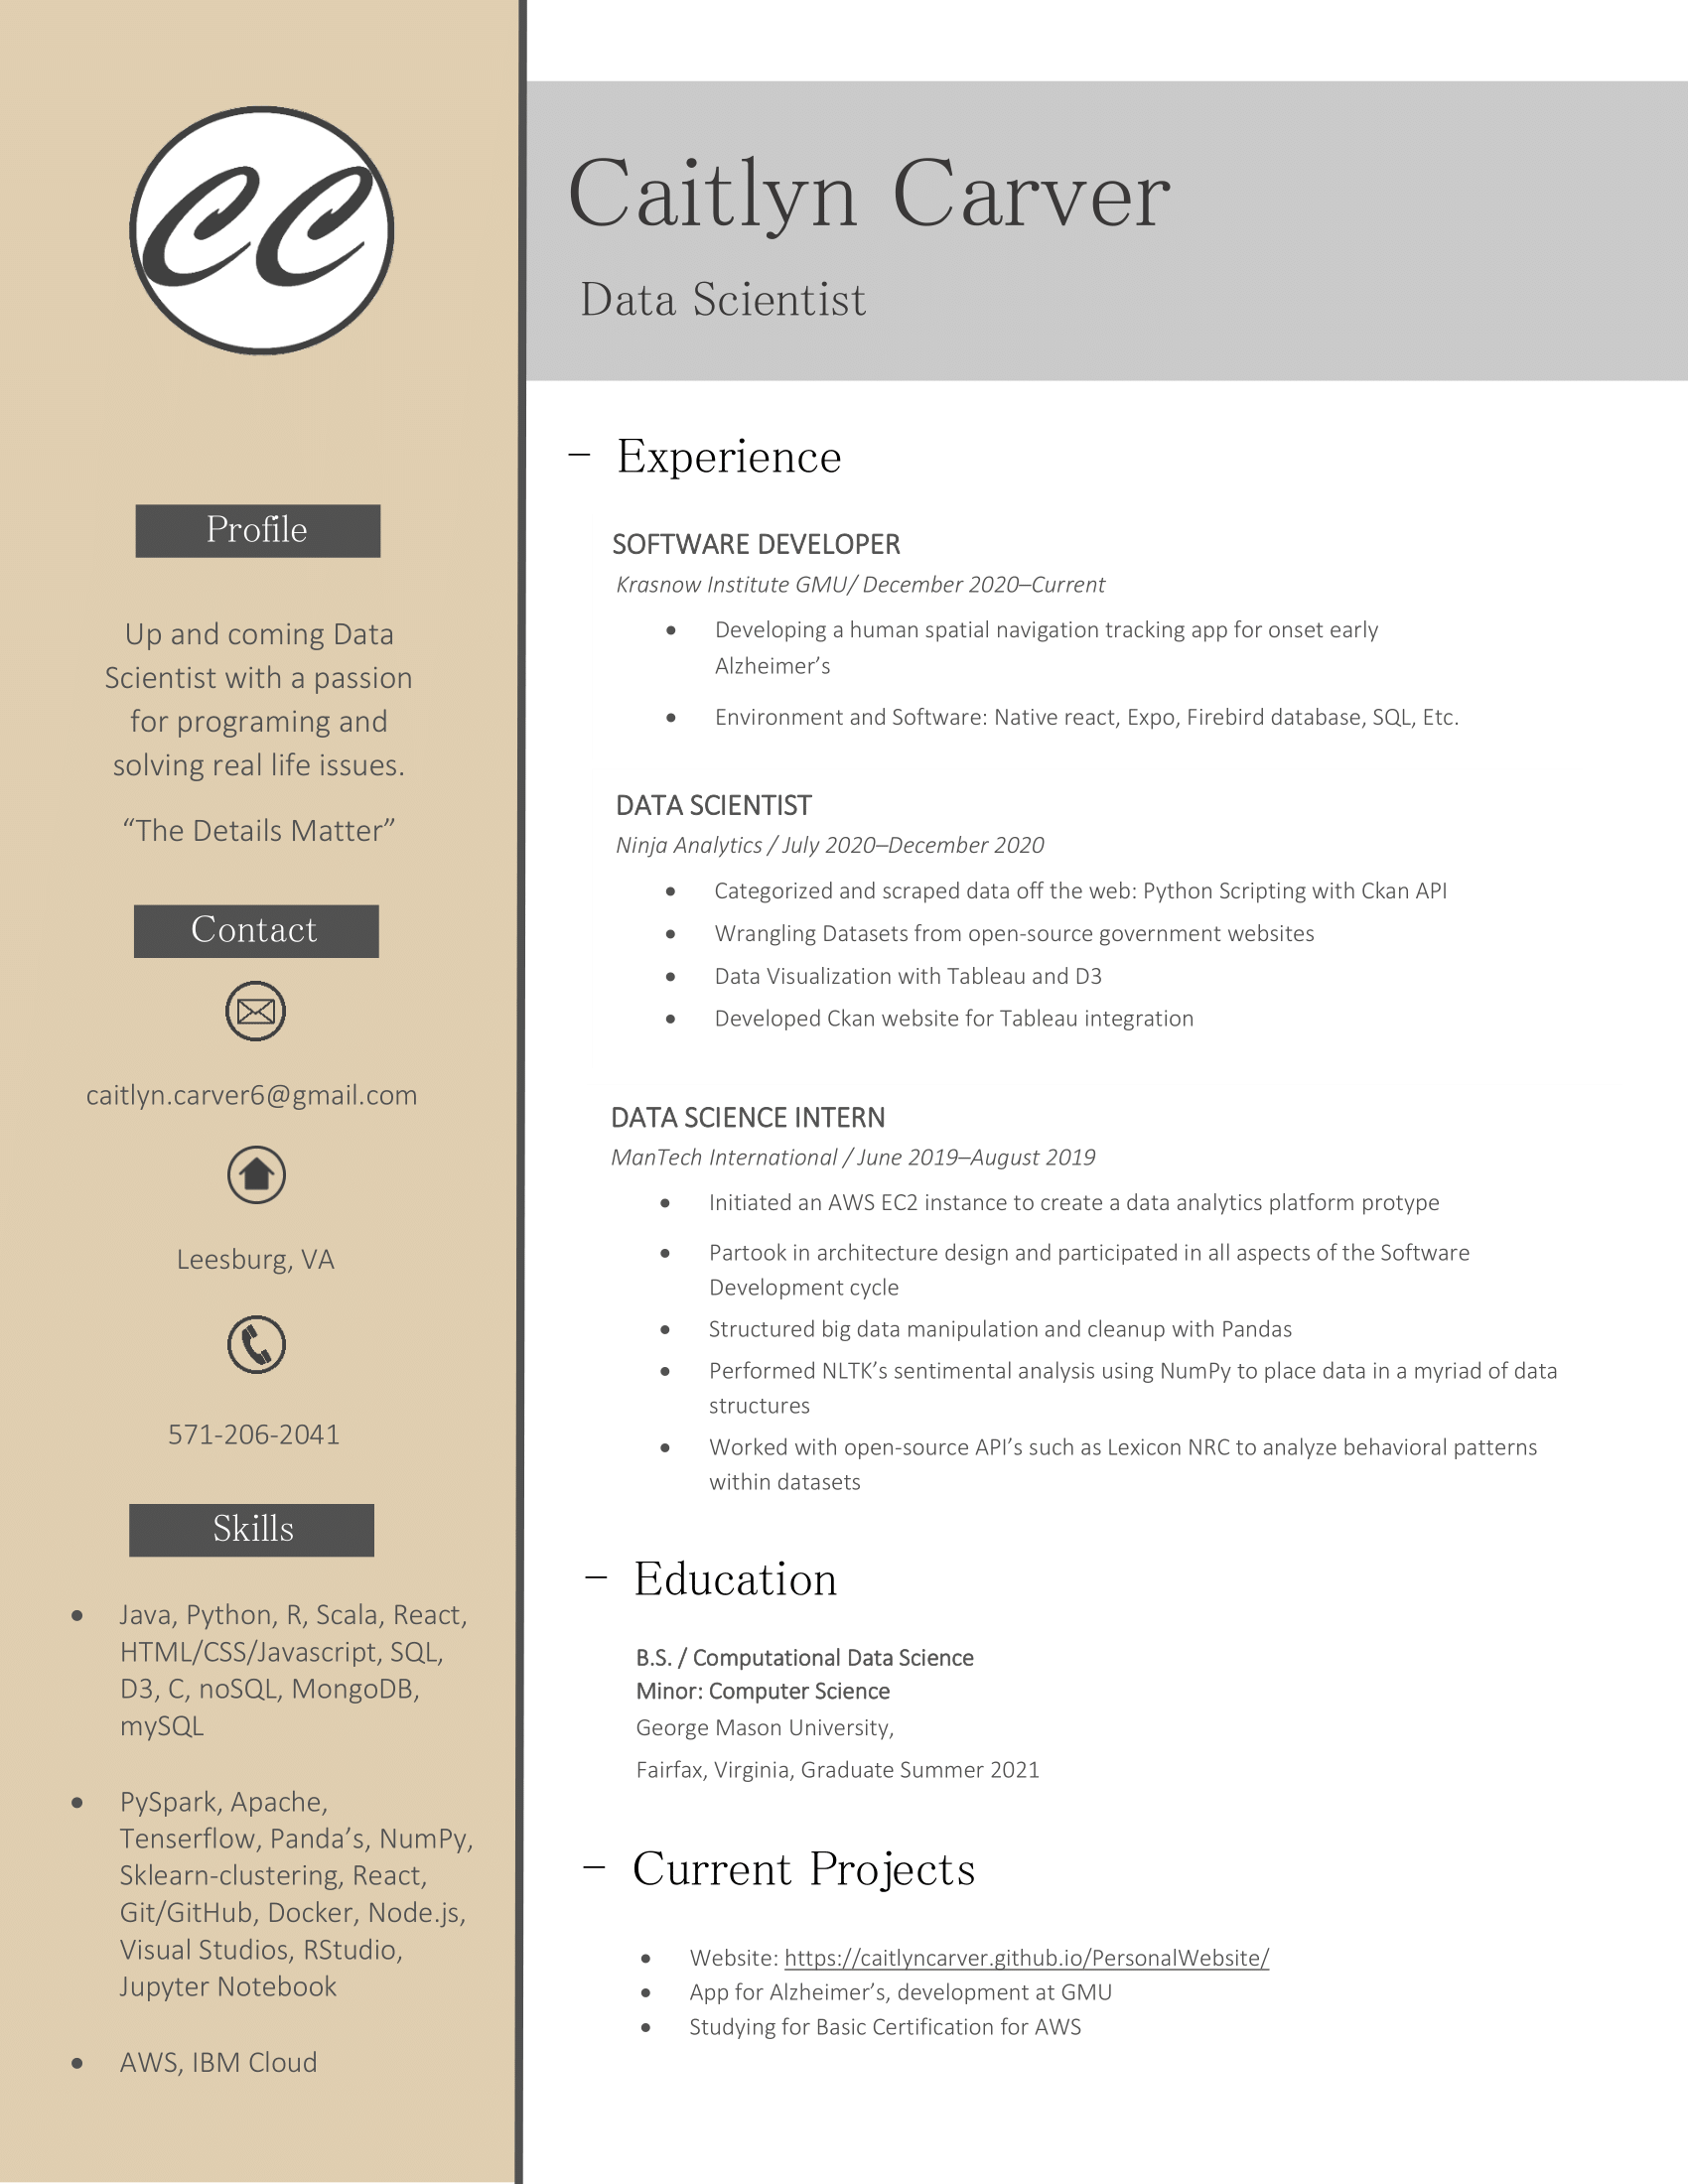 CC
Caitlyn Carver
Data Scientist
Profile
Up and coming Data
Scientist with a passion
for programing and
solving real life issues.
“The Details Matter”
Contact
caitlyn.carver6@gmail.com
Leesburg, VA
571-206-2041
Skills
• Java, Python, R, Scala, React,
HTML/CSS/Javascript, SQL,
D3, C, noSQL, MongoDB,
mySQL
• PySpark, Apache,
Tenserflow, Panda’s, NumPy,
Sklearn-clustering, React,
Git/GitHub, Docker, Node.js,
Visual Studios, RStudio,
Jupyter Notebook
• AWS, IBM Cloud
– Experience
SOFTWARE DEVELOPER
Krasnow Institute GMU/ December 2020–Current
• Developing a human spatial navigation tracking app for onset early
Alzheimer’s
• Environment and Software: Native react, Expo, Firebird database, SQL, Etc.
DATA SCIENTIST
Ninja Analytics / July 2020–December 2020
• Categorized and scraped data off the web: Python Scripting with Ckan API
• Wrangling Datasets from open-source government websites
• Data Visualization with Tableau and D3
• Developed Ckan website for Tableau integration
DATA SCIENCE INTERN
ManTech International / June 2019–August 2019
• Initiated an AWS EC2 instance to create a data analytics platform protype
• Partook in architecture design and participated in all aspects of the Software
Development cycle
• Structured big data manipulation and cleanup with Pandas
• Performed NLTK’s sentimental analysis using NumPy to place data in a myriad of data
structures
• Worked with open-source API’s such as Lexicon NRC to analyze behavioral patterns
within datasets
– Education
B.S. / Computational Data Science
Minor: Computer Science
George Mason University,
Fairfax, Virginia, Graduate Summer 2021
– Current Projects
• Website: https://caitlyncarver.github.io/PersonalWebsite/
• App for Alzheimer’s, development at GMU
• Studying for Basic Certification for AWS